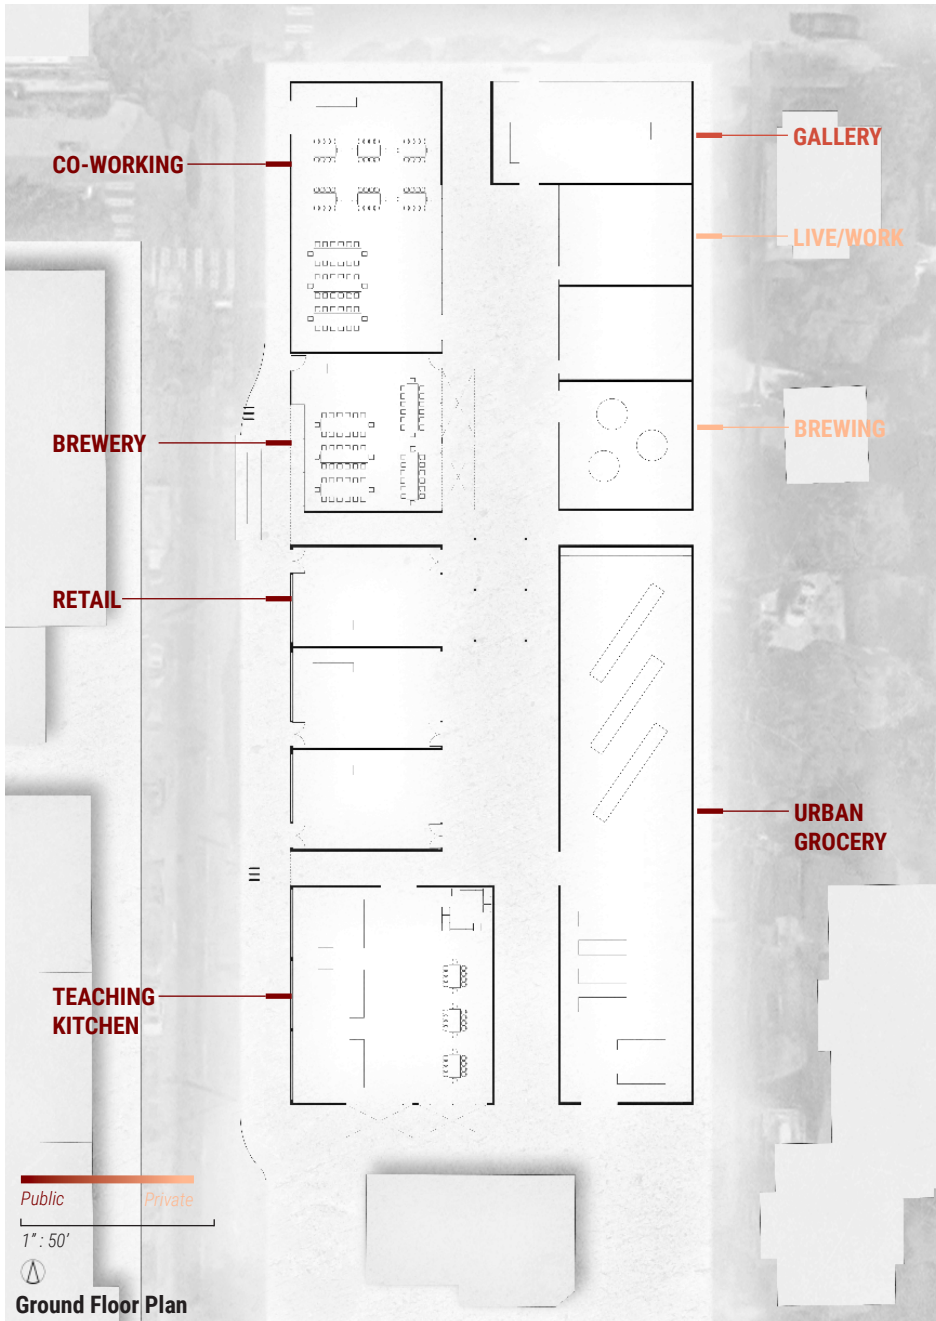 CO-WORKING
GALLERY
LIVE/WORK
BREWERY
BREWING
RETAIL
URBAN
GROCERY
TEACHING
KITCHEN
Public
Private
1" : 50'
Ground Floor Plan